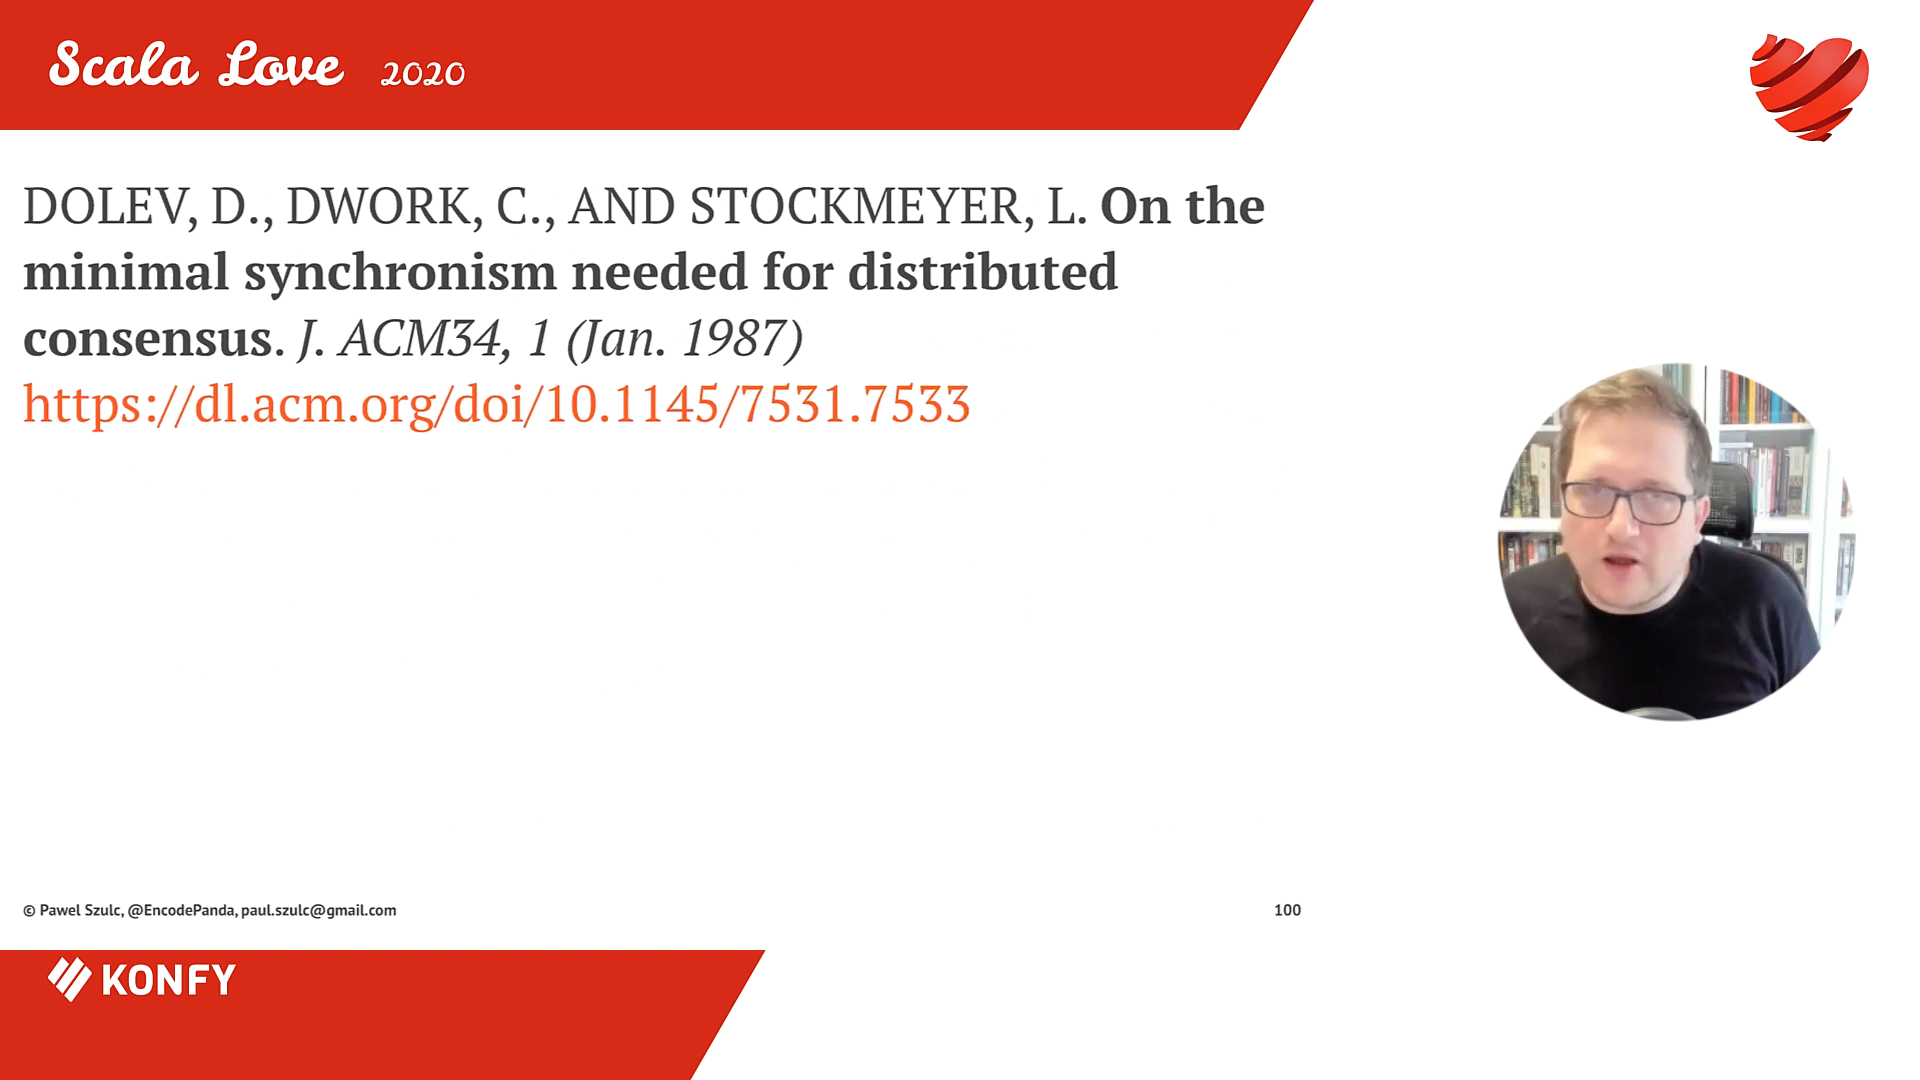 Scala Love 2020
DOLEV, D., DWORK, C., AND STOCKMEYER, L. On the
minimal synchronism needed for distributed
consensus. J. ACM34, 1 (Jan. 1987)
https://dl.acm.org/doi/10.1145/7531.7533
© Pawel Szulc, @EncodePanda, paul.szulc@gmail.com
100
KONFY